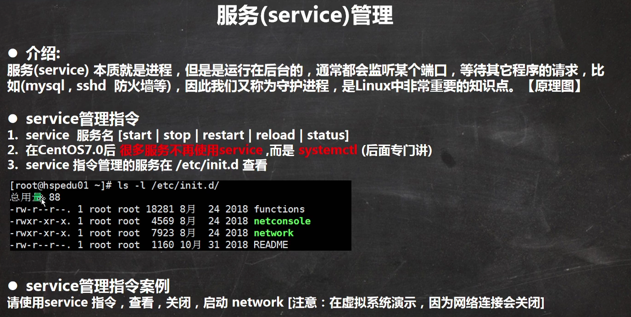 服务(service)管理
● 介绍:
服务(service) 本质就是进程，但是是运行在后台的，通常都会监听某个端口，等待其它程序的请求，比
如(mysql , sshd 防火墙等)，因此我们又称为守护进程，是Linux中非常重要的知识点。【原理图】
● service管理指令
1. service 服务名 [start | stop | restart | reload | status]
2. 在CentOS7.0后 很多服务不再使用service ,而是 systemctl (后面专门讲)
3. service 指令管理的服务在 /etc/init.d 查看
[root@hspedu01 ~]# ls -l /etc/init.d/
总用量 88
-rw-r--r--. 1 root root 18281 8月 24 2018 functions
-rwxr-xr-x. 1 root root 4569 8月 24 2018 netconsole
-rwxr-xr-x. 1 root root 7923 8月 24 2018 network
-rw-r--r--. 1 root root 1160 10月 31 2018 README
● service管理指令案例
请使用service 指令，查看，关闭，启动 network [注意：在虚拟系统演示，因为网络连接会关闭]